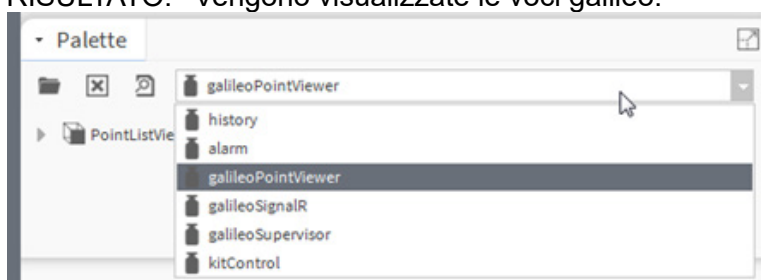 RISULTATO: Vengono visualizzate le voci galileo.
Palette
galileoPointViewer
PointListVie
history
alarm
galileoPointViewer
galileoSignalR
galileoSupervisor
kitControl